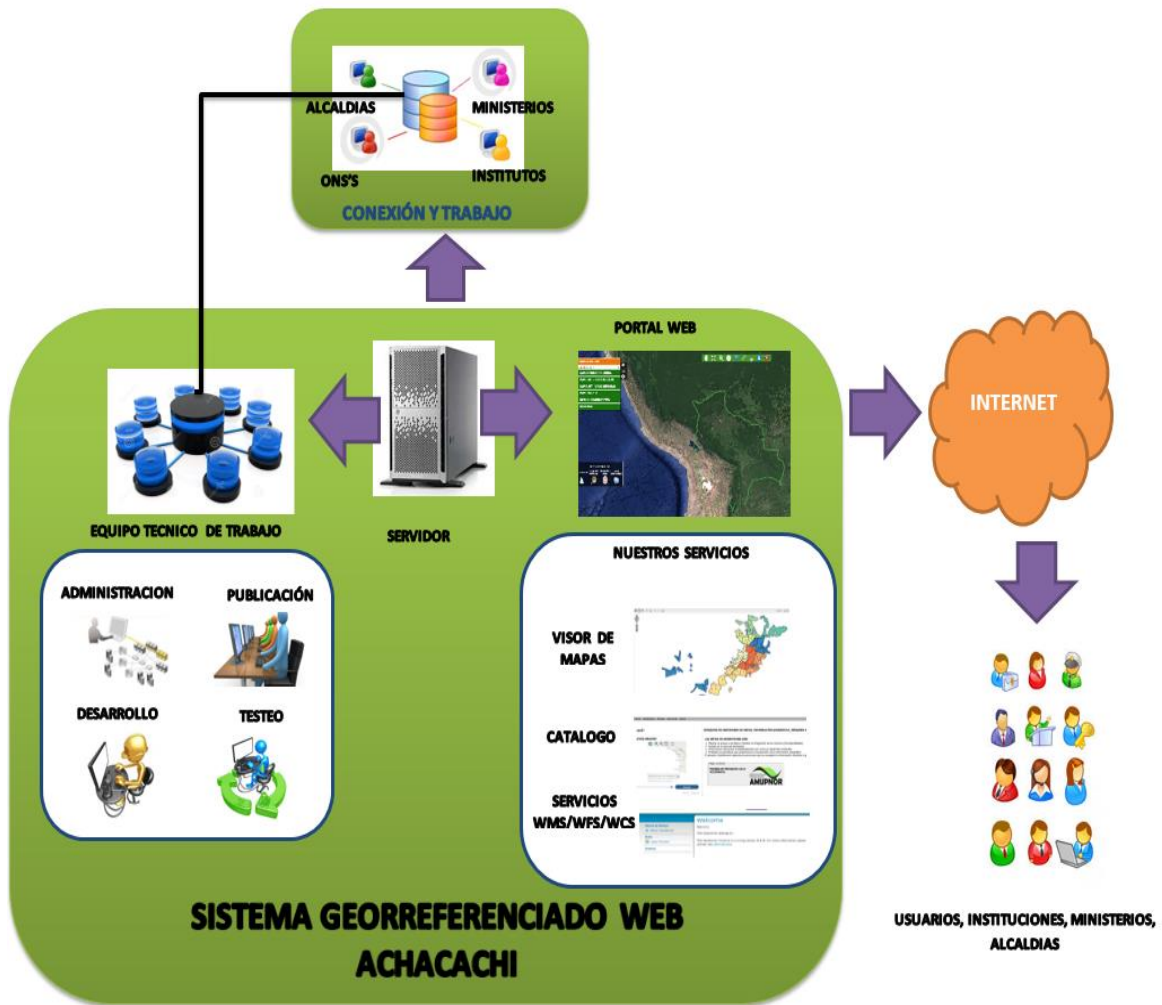 ALCALDIAS
MINISTERIOS
ONS'S
INSTITUTOS
CONEXIÓN Y TRABAJO
PORTAL WEB
INTERNET
EQUIPO TECNICO DE TRABAJO
SERVIDOR
NUESTROS SERVICIOS
ADMINISTRACION
PUBLICACIÓN
VISOR DE
MAPAS
DESARROLLO
TESTEO
CATALOGO
AMUPNOR
SERVICIOS
WMS/WFS/WCS
Welcome
SISTEMA GEORREFERENCIADO WEB
ACHACACHI
USUARIOS, INSTITUCIONES, MINISTERIOS,
ALCALDIAS